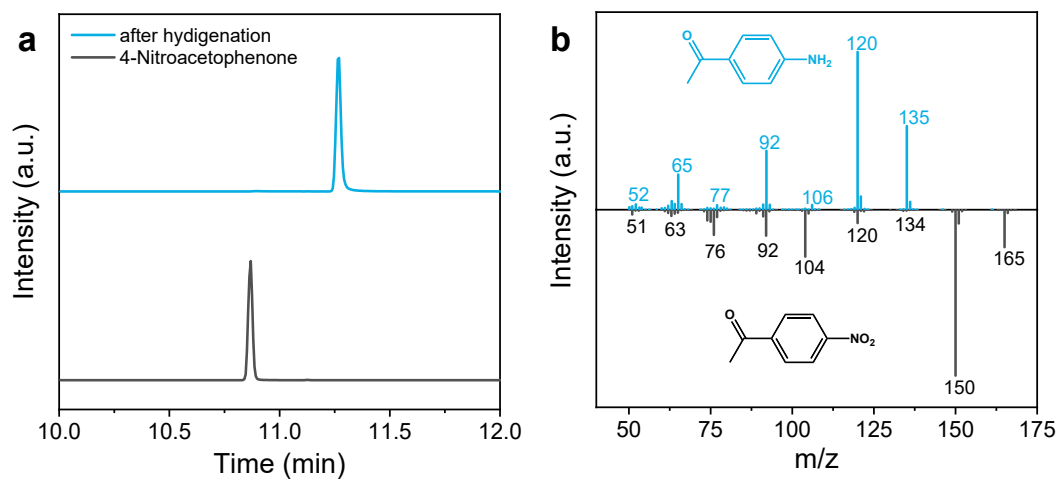 a
after hydigenation
4-Nitroacetophenone
Intensity (a.u.)
10.0 10.5 11.0 11.5 12.0
Time (min)
b
O
NH₂
120
135
92
65
52
77
106
51
63
76
92
104
120
134
165
150
O
NO₂
Intensity (a.u.)
50 75 100 125 150 175
m/z